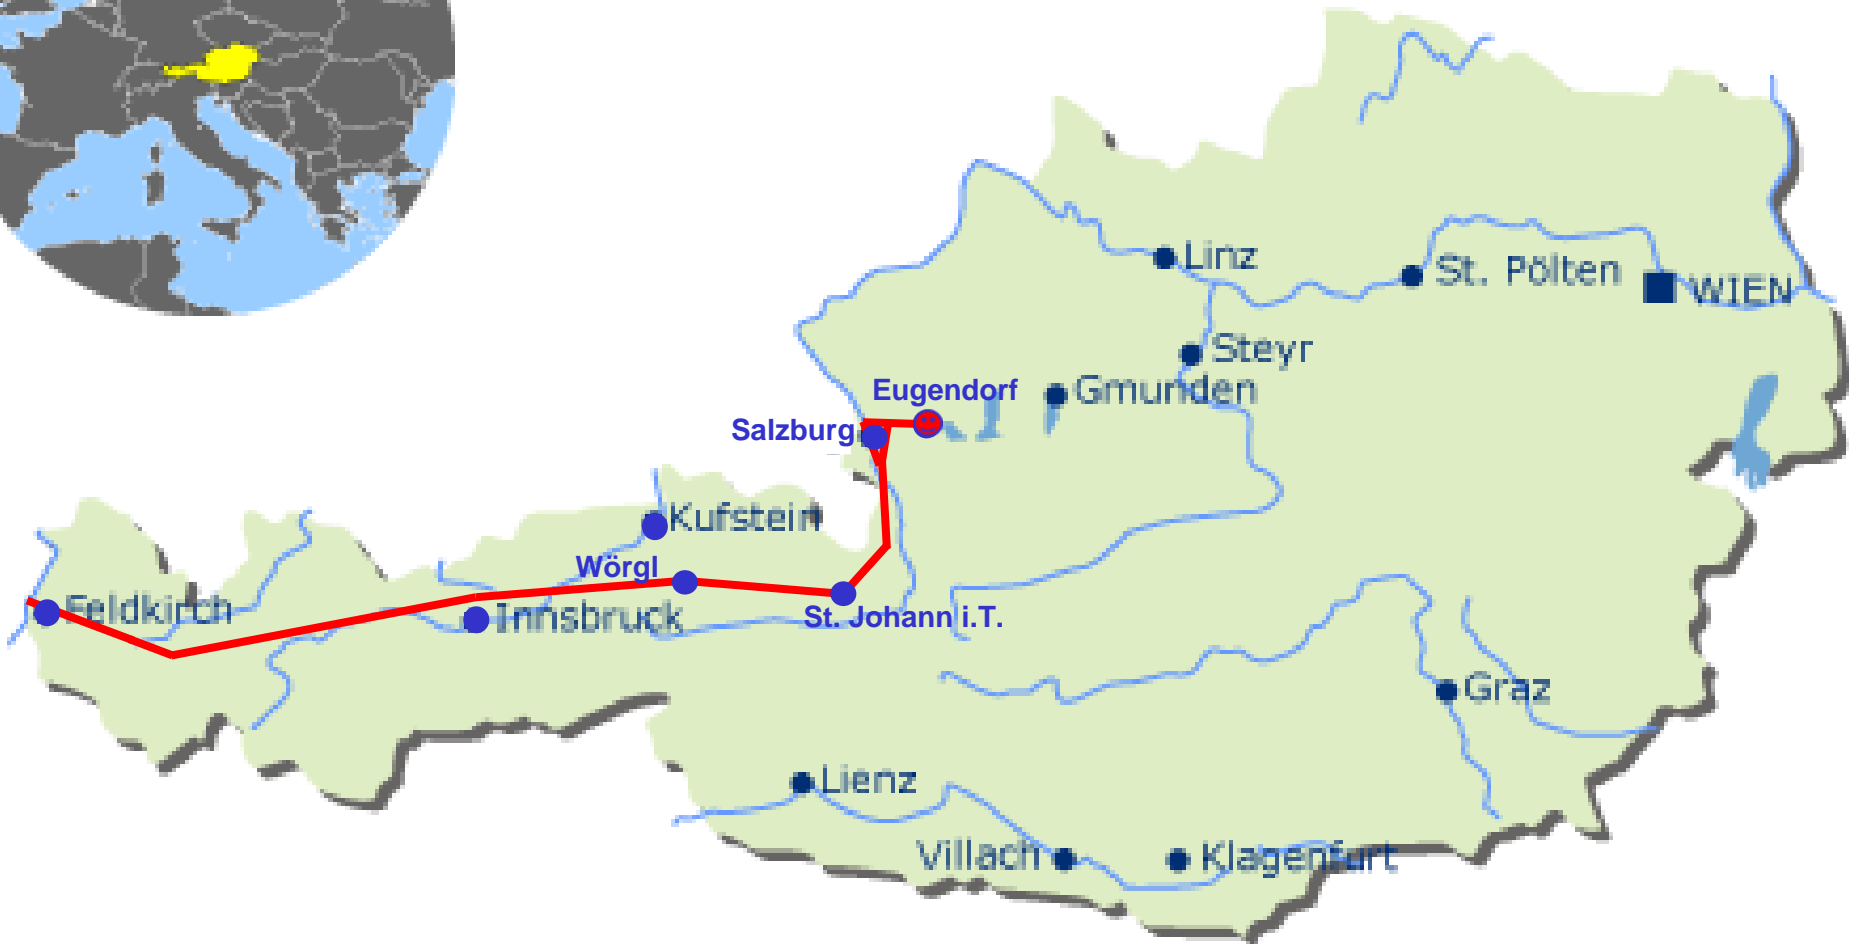 Linz
St. Pölten
WIEN
Steyr
Eugendorf
Gmunden
Salzburg
Kufstein
Wörgl
Feldkirch
Innsbruck
St. Johann i.T.
Graz
Lienz
Villach
Klagenfurt